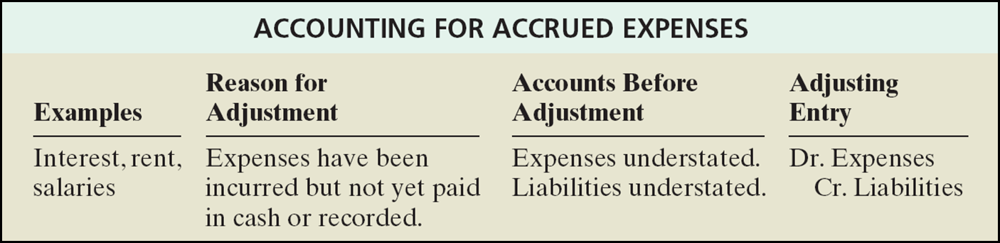 ACCOUNTING FOR ACCRUED EXPENSES
Examples
Reason for
Adjustment
Accounts Before
Adjustment
Adjusting
Entry
Interest, rent,
salaries
Expenses have been
incurred but not yet paid
in cash or recorded.
Expenses understated.
Liabilities understated.
Dr. Expenses
Cr. Liabilities